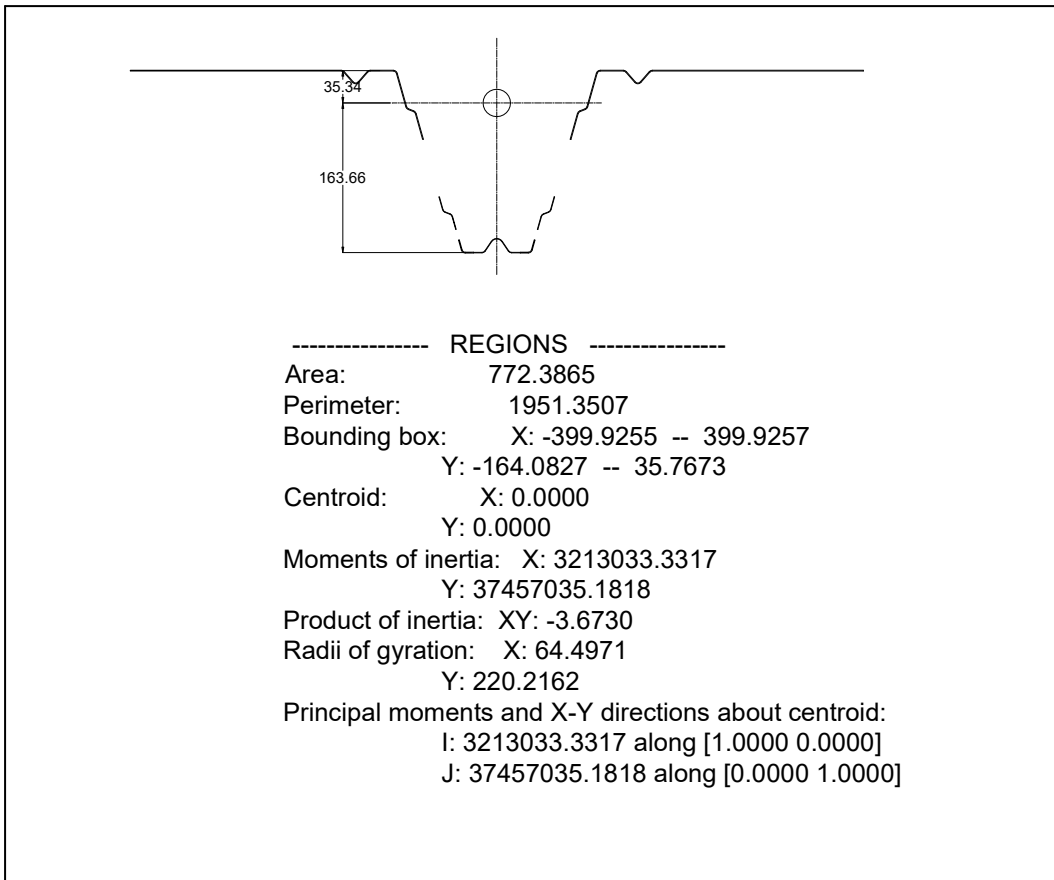 35.34
163.66
---------------- REGIONS ----------------
Area: 772.3865
Perimeter: 1951.3507
Bounding box: X: -399.9255 -- 399.9257
Y: -164.0827 -- 35.7673
Centroid: X: 0.0000
Y: 0.0000
Moments of inertia: X: 3213033.3317
Y: 37457035.1818
Product of inertia: XY: -3.6730
Radii of gyration: X: 64.4971
Y: 220.2162
Principal moments and X-Y directions about centroid:
I: 3213033.3317 along [1.0000 0.0000]
J: 37457035.1818 along [0.0000 1.0000]